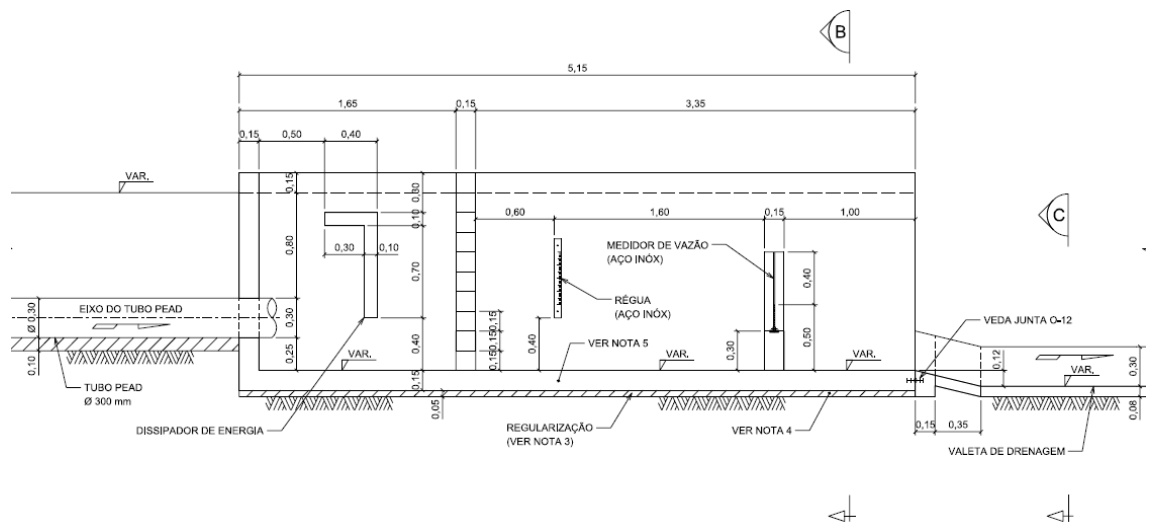 B
5,15
1,65
0,15
3,35
0,15
0,50
0,40
VAR.
0,15
0,30
0,10
0,60
1,60
0,15
1,00
C
0,80
0,30
0,10
0,70
MEDIDOR DE VAZÃO
(AÇO INÓX)
0,40
RÉGUA
(AÇO INÓX)
EIXO DO TUBO PEAD
Ø 0,30
0,30
0,15
0,15
0,15
0,40
0,40
0,30
0,50
VEDA JUNTA O-12
VER NOTA 5
0,25
VAR.
VAR.
VAR.
0,12
0,30
VAR.
0,10
TUBO PEAD
Ø 300 mm
0,15
0,05
0,08
DISSIPADOR DE ENERGIA
REGULARIZAÇÃO
(VER NOTA 3)
VER NOTA 4
0,15
0,35
VALETA DE DRENAGEM